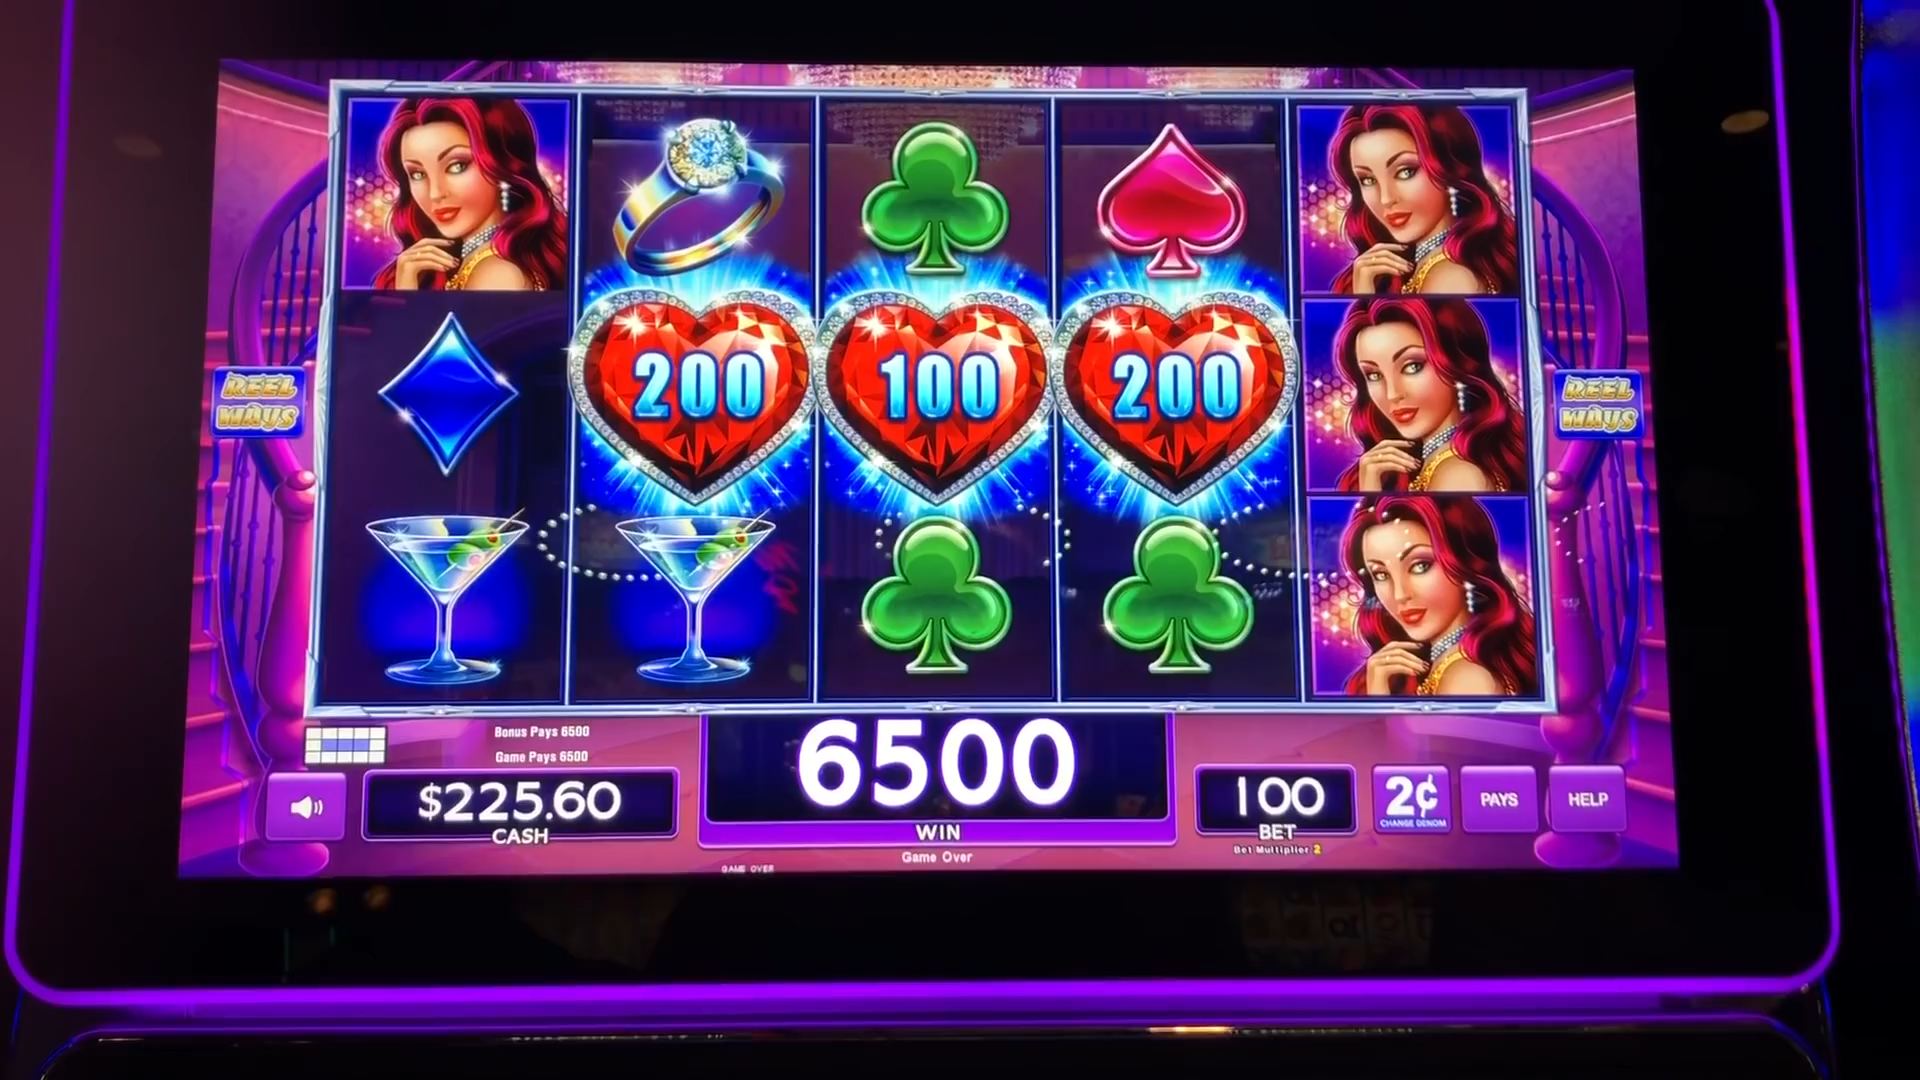 REEL
WAYS
200
100
200
REEL
WAYS
Bonus Pays 6500
Game Pays 6500
6500
WIN
Game Over
GAME OVER
$225.60
CASH
100
BET
Bet Multiplier 2
2¢
CHANGE DENOM
PAYS
HELP